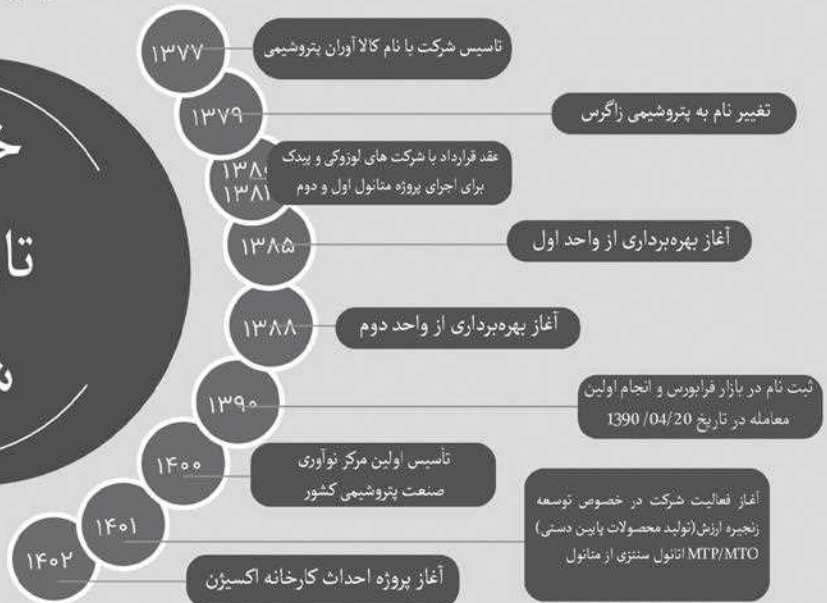 ۱۳۷۷
تاسیس شرکت با نام کالا آوران پتروشیمی
۱۳۷۹
تغییر نام به پتروشیمی زاگرس
۱۳۸۲
عقد قرارداد با شرکت های لوزوکی و پیدک
برای اجرای پروژه متانول اول و دوم
۱۳۸۵
آغاز بهره‌برداری از واحد اول
۱۳۸۸
آغاز بهره‌برداری از واحد دوم
۱۳۹۰
ثبت نام در بازار فرابورس و انجام اولین
معامله در تاریخ 20/04/ 1390
۱۴۰۰
تأسیس اولین مرکز نوآوری
صنعت پتروشیمی کشور
۱۴۰۱
آغاز فعالیت شرکت در خصوص توسعه
زنجیره ارزش(تولید محصولات پایین دستی)
MTP/MTO اتانول سنتزی از متانول
۱۴۰۲
آغاز پروژه احداث کارخانه اکسیژن
تا